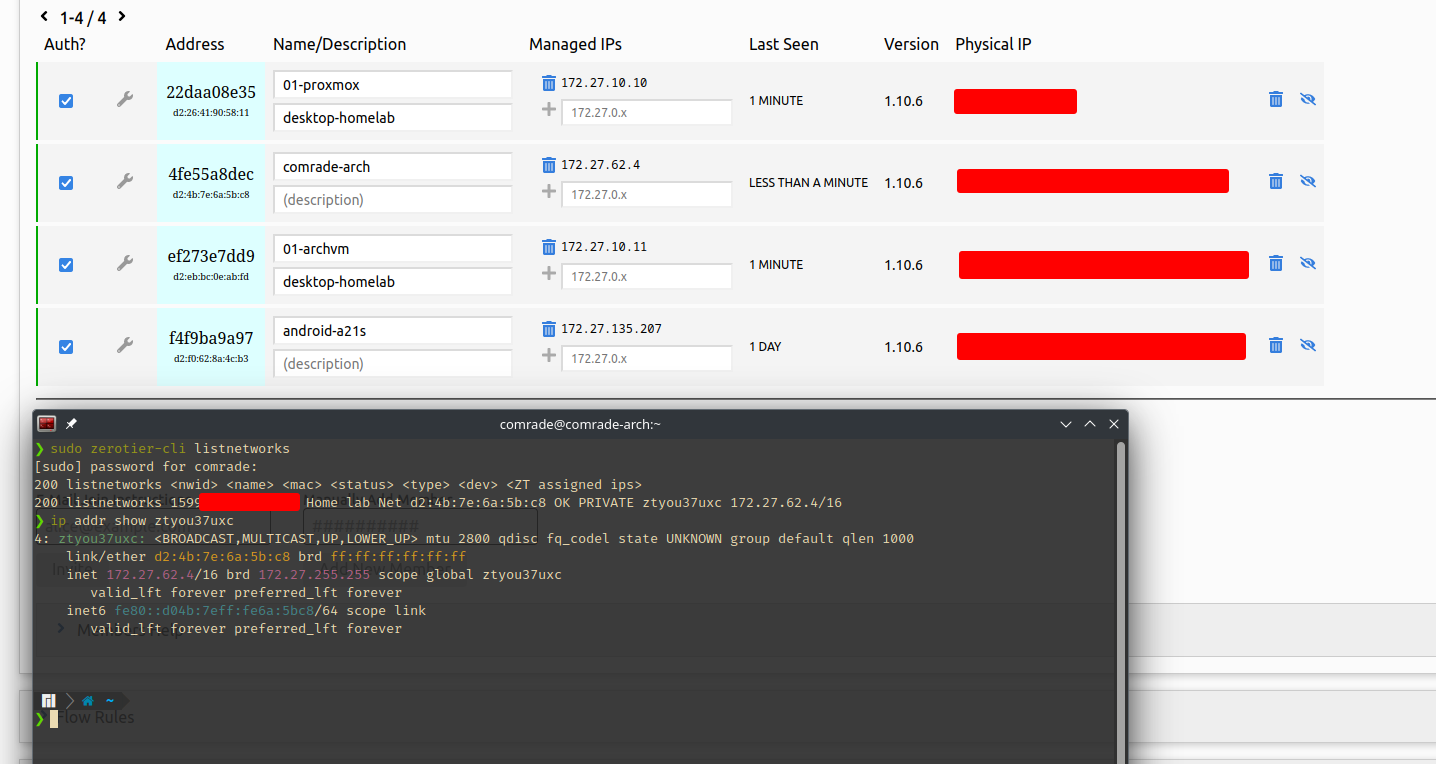 1-4 / 4
Auth? Address Name/Description Managed IPs Last Seen Version Physical IP
22daa08e35
d2:26:41:90:58:11
01-proxmox
desktop-homelab
172.27.10.10
172.27.0.x
1 MINUTE
1.10.6
4fe55a8dec
d2:4b:7e:6a:5b:c8
comrade-arch
(description)
172.27.62.4
172.27.0.x
LESS THAN A MINUTE
1.10.6
ef273e7dd9
d2:eb:bc:0e:ab:fd
01-archvm
desktop-homelab
172.27.10.11
172.27.0.x
1 MINUTE
1.10.6
f4f9ba9a97
d2:f0:62:8a:4c:b3
android-a21s
(description)
172.27.135.207
172.27.0.x
1 DAY
1.10.6
comrade@comrade-arch:~
❯ sudo zerotier-cli listnetworks
[sudo] password for comrade:
200 listnetworks <nwid> <name> <mac> <status> <type> <dev> <ZT assigned ips>
200 listnetworks 159 Home lab Net d2:4b:7e:6a:5b:c8 OK PRIVATE ztyou37uxc 172.27.62.4/16
❯ ip addr show ztyou37uxc
##########
4: ztyou37uxc: <BROADCAST,MULTICAST,UP,LOWER_UP> mtu 2800 qdisc fq_codel state UNKNOWN group default qlen 1000
link/ether d2:4b:7e:6a:5b:c8 brd ff:ff:ff:ff:ff:ff
inet 172.27.62.4/16 brd 172.27.255.255 scope global ztyou37uxc
valid_lft forever preferred_lft forever
inet6 fe80::d04b:7eff:fe6a:5bc8/64 scope link
valid_lft forever preferred_lft forever
~
❯
Flow Rules